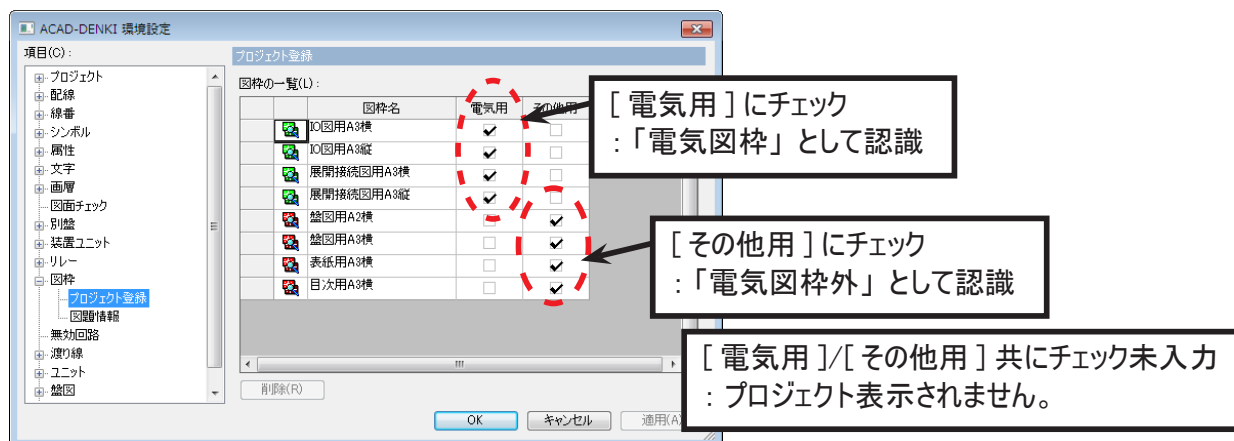 ACAD-DENKI 環境設定
項目(C):
プロジェクト
配線
線番
シンボル
属性
文字
画層
図面チェック
別盤
装置ユニット
リレー
図枠
プロジェクト登録
図題情報
無効回路
渡り線
ユニット
盤図
プロジェクト登録
図枠の一覧(L):
図枠名 電気用 その他用
IO図用A3横
IO図用A3縦
展開接続図用A3横
展開接続図用A3縦
盤図用A2横
盤図用A3横
表紙用A3横
目次用A3横
削除(R)
OK キャンセル 適用(A)
[電気用]にチェック
:「電気図枠」として認識
[その他用]にチェック
:「電気図枠外」として認識
[電気用]/[その他用]共にチェック未入力
:プロジェクト表示されません。